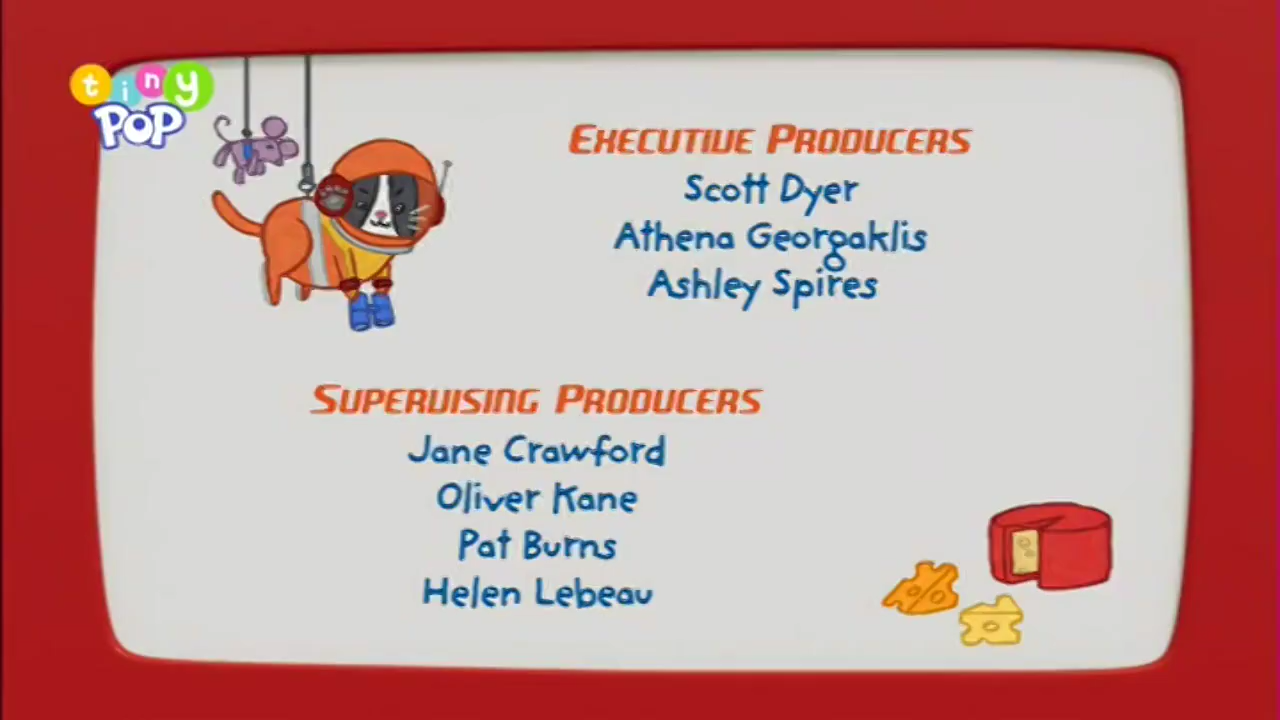 tiny
POP
EXECUTIVE PRODUCERS
Scott Dyer
Athena Georgaklis
Ashley Spires
SUPERVISING PRODUCERS
Jane Crawford
Oliver Kane
Pat Burns
Helen Lebeau